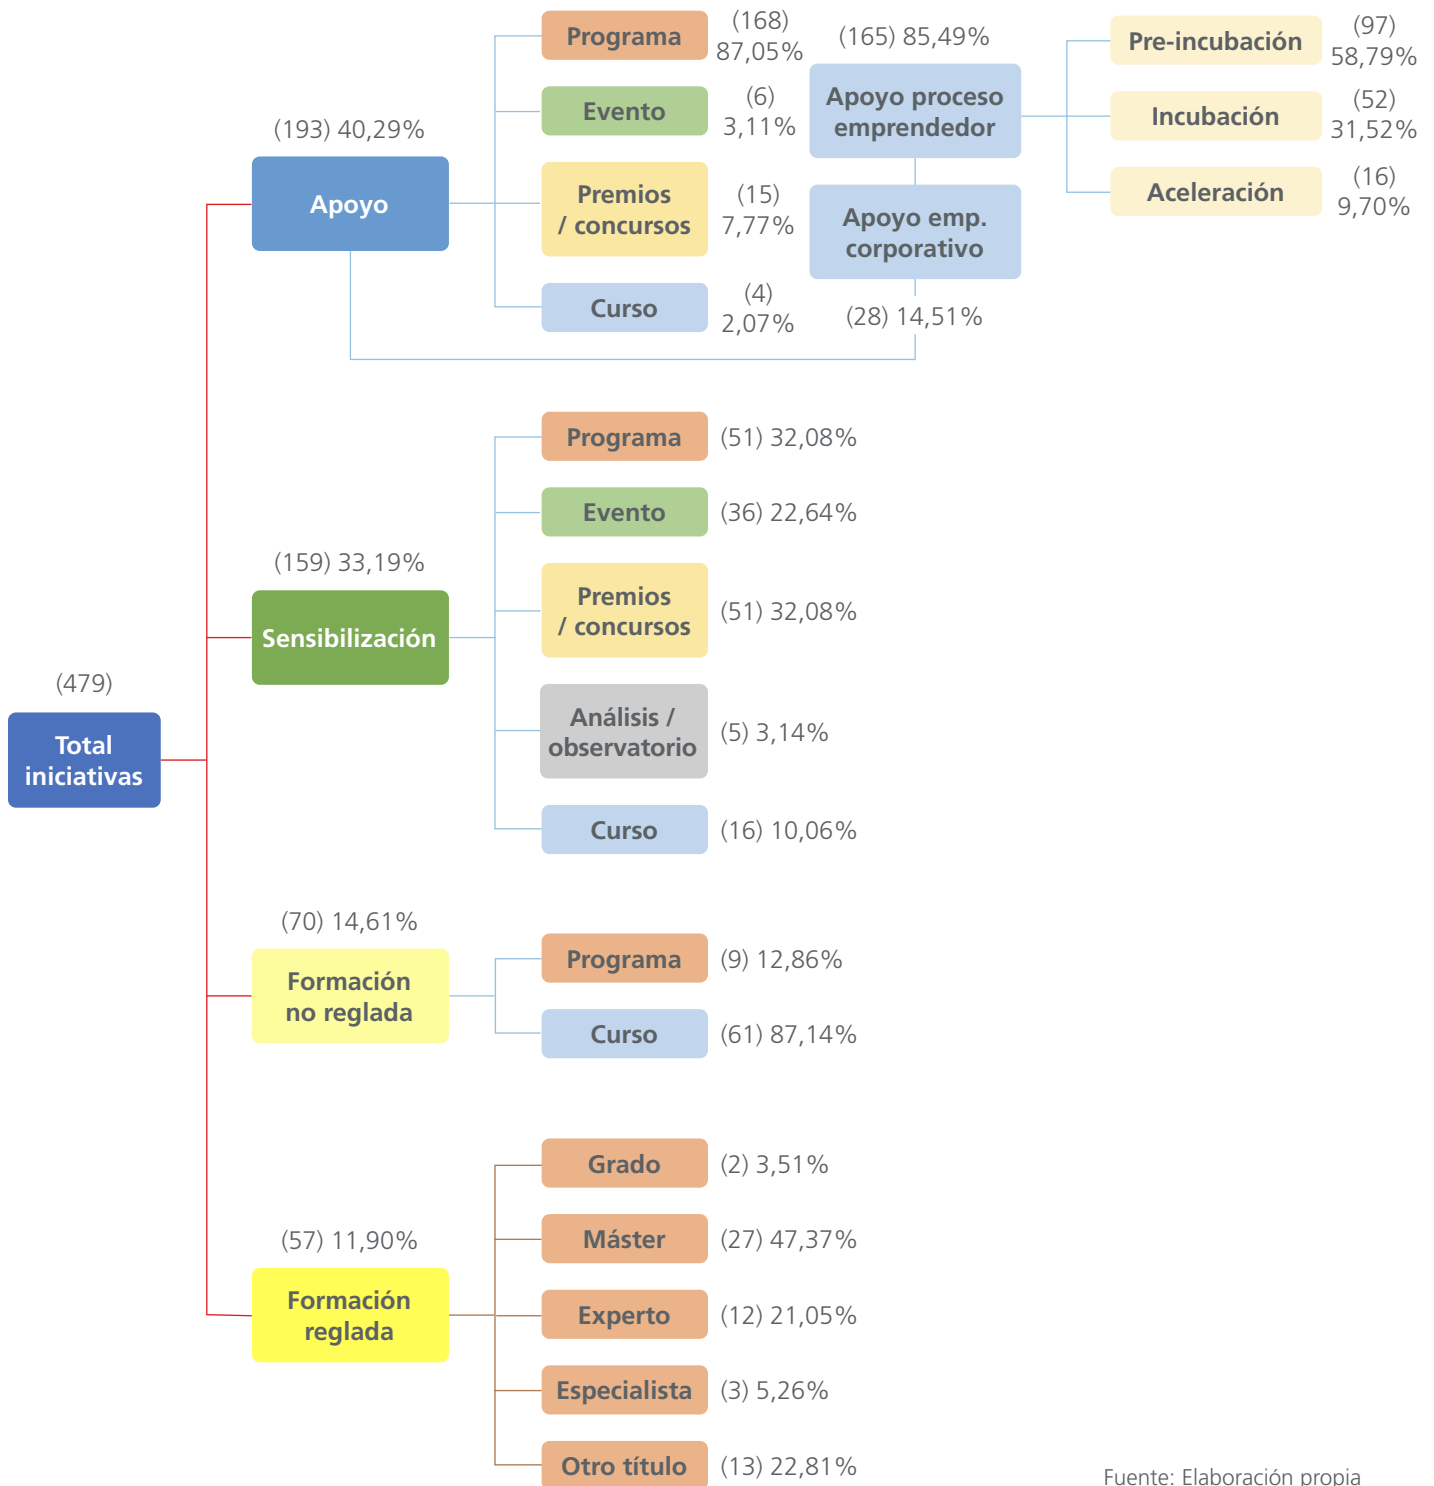 (479)
Total
iniciativas
(193) 40,29%
Apoyo
Programa
(168)
87,05%
Evento
(6)
3,11%
Premios
/ concursos
(15)
7,77%
Curso
(4)
2,07%
(165) 85,49%
Apoyo proceso
emprendedor
Apoyo emp.
corporativo
(28) 14,51%
Pre-incubación
(97)
58,79%
Incubación
(52)
31,52%
Aceleración
(16)
9,70%
(159) 33,19%
Sensibilización
Programa
(51) 32,08%
Evento
(36) 22,64%
Premios
/ concursos
(51) 32,08%
Análisis /
observatorio
(5) 3,14%
Curso
(16) 10,06%
(70) 14,61%
Formación
no reglada
Programa
(9) 12,86%
Curso
(61) 87,14%
(57) 11,90%
Formación
reglada
Grado
(2) 3,51%
Máster
(27) 47,37%
Experto
(12) 21,05%
Especialista
(3) 5,26%
Otro título
(13) 22,81%
Fuente: Elaboración propia